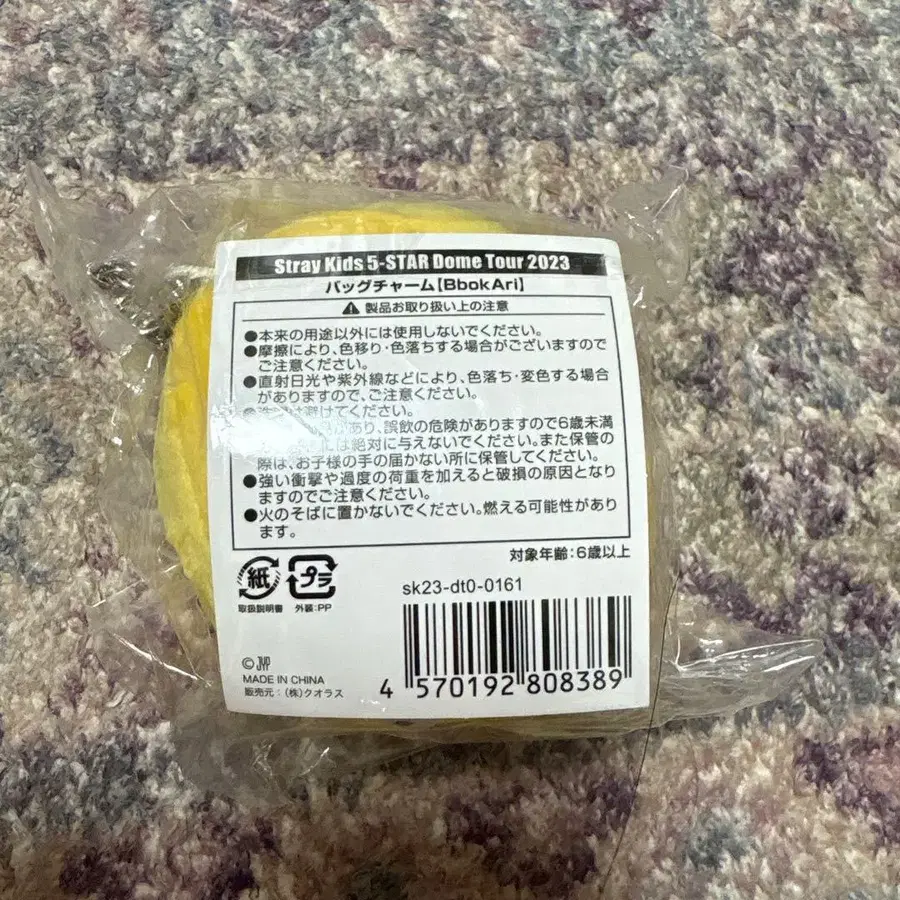 Stray Kids 5-STAR Dome Tour 2023
バッグチャーム【BbokAri】
製品お取り扱い上の注意
●本来の用途以外には使用しないでください。
●摩擦により、色移り・色落ちする場合がございますので
ご注意ください。
●直射日光や紫外線などにより、色落ち・変色する場合
がありますので、ご注意ください。
避けてください。
あり、誤飲の危険がありますので6歳未満
は絶対に与えないでください。また保管の
際は、お子様の手の届かない所に保管してください。
●強い衝撃や過度の荷重を加えると破損の原因となり
ますのでご注意ください。
●火のそばに置かないでください。燃える可能性があり
ます。
対象年齢:6歳以上
紙 プラ
取扱説明書 外装:PP
sk23-dt0-0161
© JYP
MADE IN CHINA
販売元:(株)クオラス
4 570192 808389